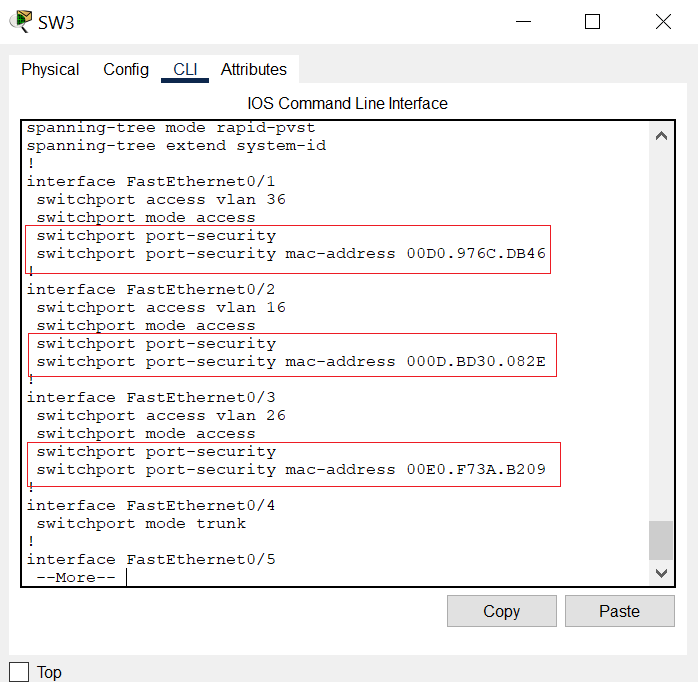 SW3
Physical Config CLI Attributes
IOS Command Line Interface
spanning-tree mode rapid-pvst
spanning-tree extend system-id
!
interface FastEthernet0/1
 switchport access vlan 36
 switchport mode access
 switchport port-security
 switchport port-security mac-address 00D0.976C.DB46
!
interface FastEthernet0/2
 switchport access vlan 16
 switchport mode access
 switchport port-security
 switchport port-security mac-address 000D.BD30.082E
!
interface FastEthernet0/3
 switchport access vlan 26
 switchport mode access
 switchport port-security
 switchport port-security mac-address 00E0.F73A.B209
!
interface FastEthernet0/4
 switchport mode trunk
!
interface FastEthernet0/5
 --More--
Copy Paste
Top